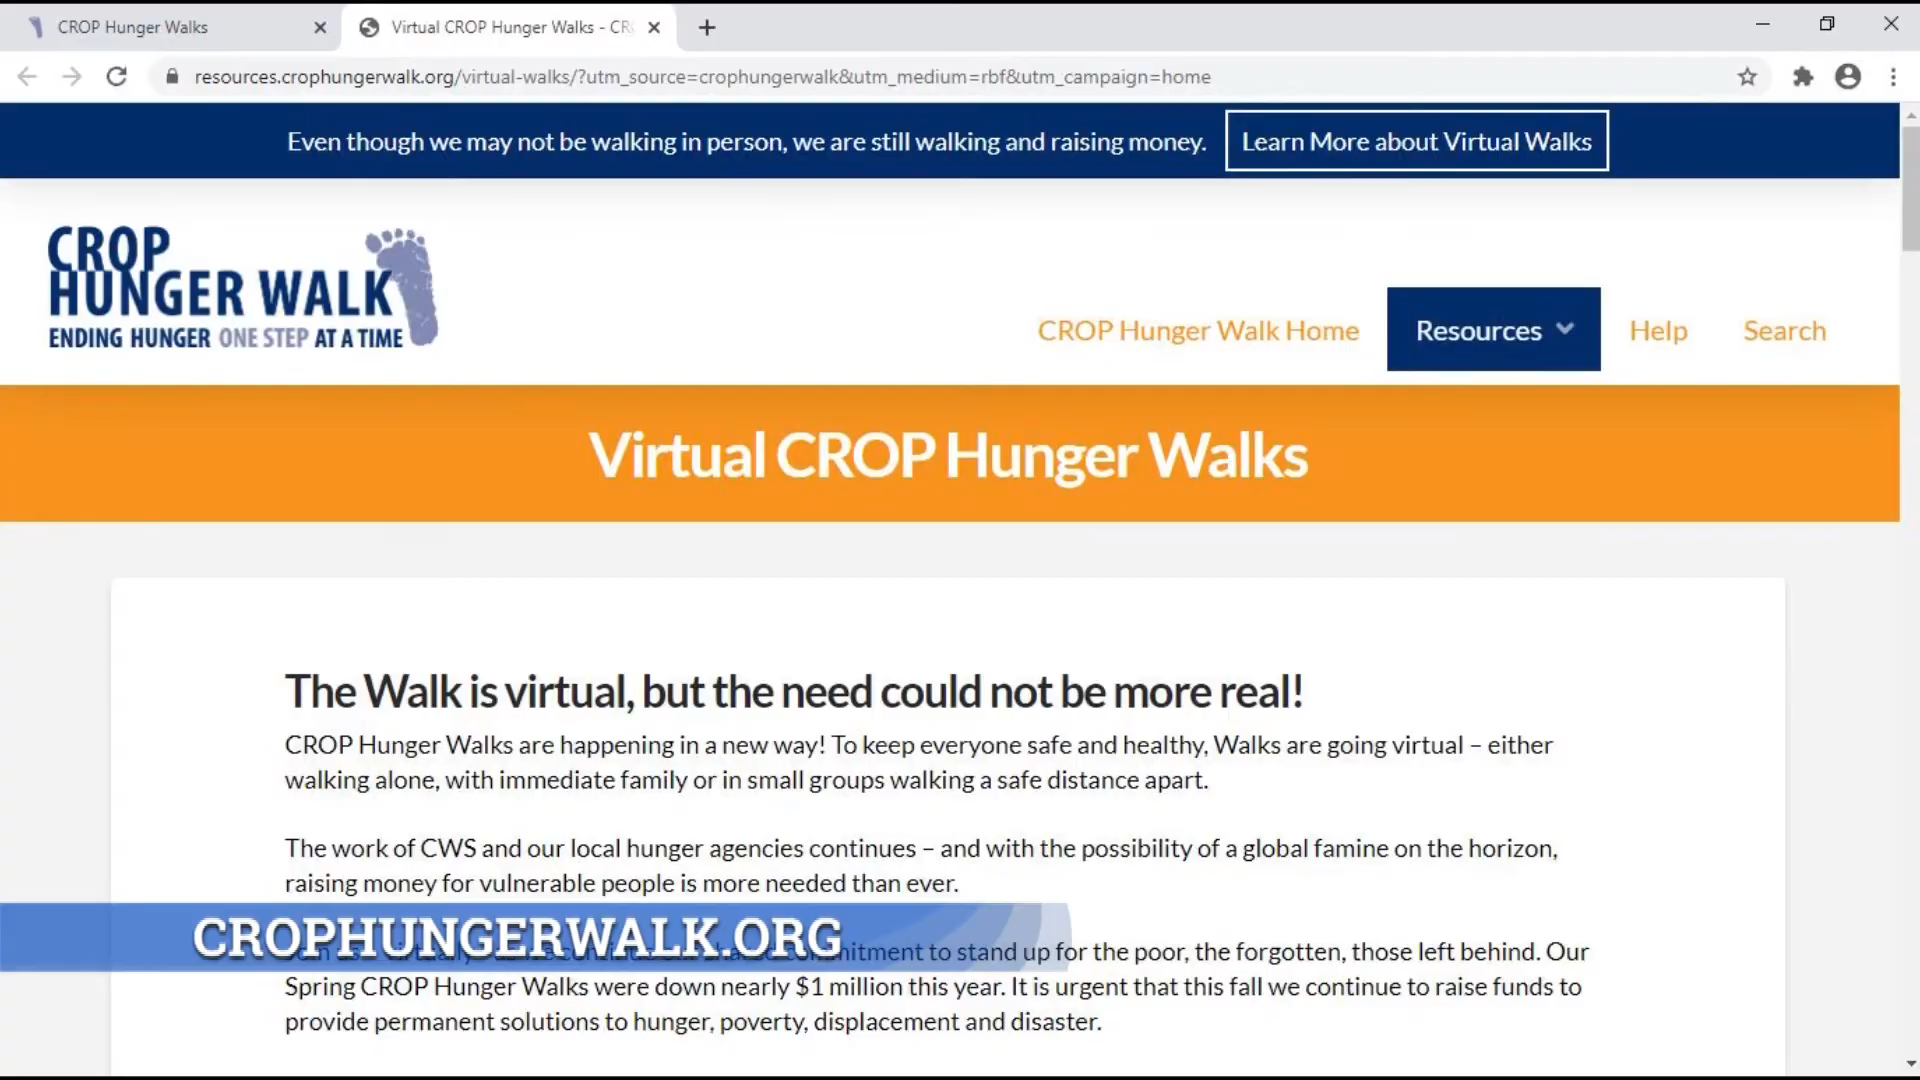 CROP Hunger Walks
Virtual CROP Hunger Walks - CR
resources.crophungerwalk.org/virtual-walks/?utm_source=crophungerwalk&utm_medium=rbf&utm_campaign=home
Even though we may not be walking in person, we are still walking and raising money.
Learn More about Virtual Walks
CROP
HUNGER WALK
ENDING HUNGER ONE STEP AT A TIME
CROP Hunger Walk Home
Resources
Help
Search
Virtual CROP Hunger Walks
The Walk is virtual, but the need could not be more real!
CROP Hunger Walks are happening in a new way! To keep everyone safe and healthy, Walks are going virtual – either
walking alone, with immediate family or in small groups walking a safe distance apart.
The work of CWS and our local hunger agencies continues – and with the possibility of a global famine on the horizon,
raising money for vulnerable people is more needed than ever.
CROPHUNGERWALK.ORG
to stand up for the poor, the forgotten, those left behind. Our
Spring CROP Hunger Walks were down nearly $1 million this year. It is urgent that this fall we continue to raise funds to
provide permanent solutions to hunger, poverty, displacement and disaster.